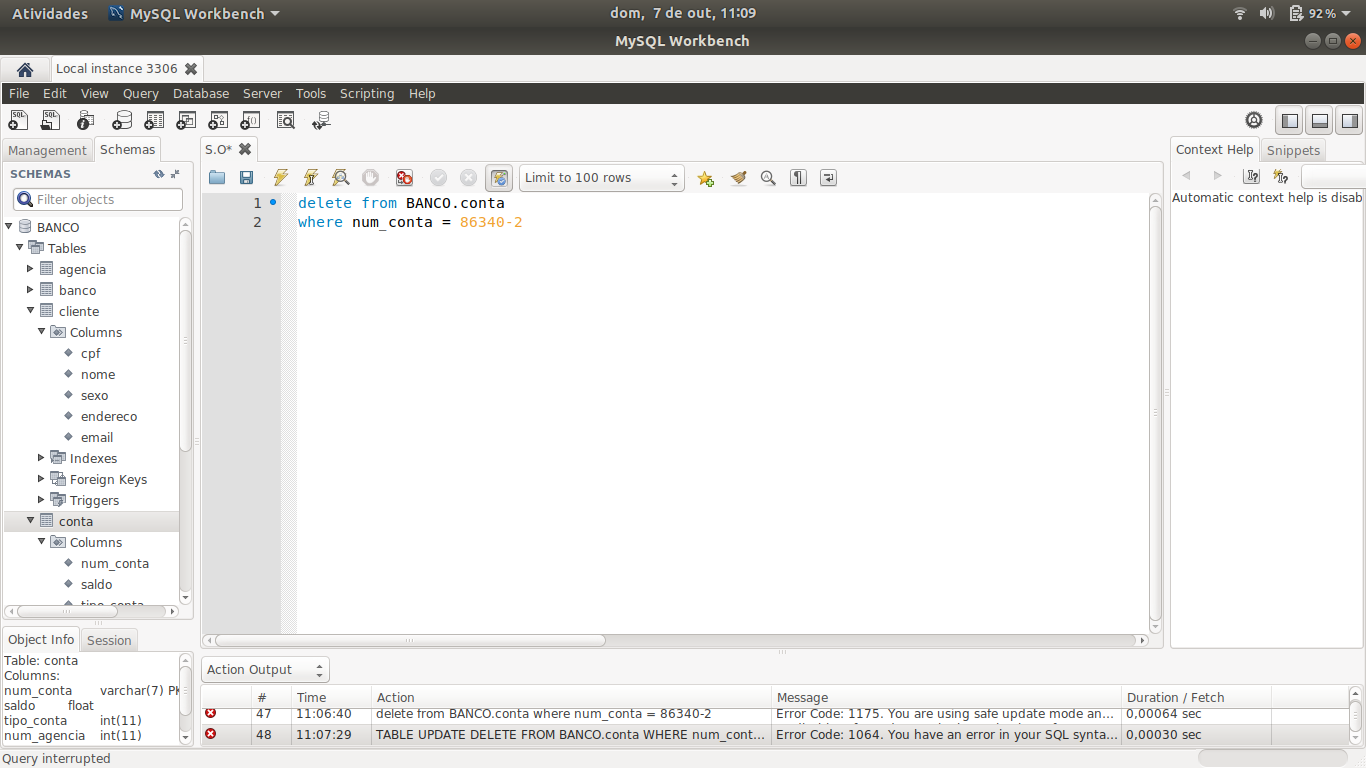 Atividades MySQL Workbench dom, 7 de out, 11:09 92%
MySQL Workbench
Local instance 3306
File Edit View Query Database Server Tools Scripting Help
Management Schemas
SCHEMAS
Filter objects
BANCO
Tables
agencia
banco
cliente
Columns
cpf
nome
sexo
endereco
email
Indexes
Foreign Keys
Triggers
conta
Columns
num_conta
saldo
tipo_conta
Object Info Session
Table: conta
Columns:
num_conta varchar(7) PK
saldo float
tipo_conta int(11)
num_agencia int(11)
S.O*
Limit to 100 rows
1 delete from BANCO.conta
2 where num_conta = 86340-2
Context Help Snippets
Automatic context help is disab
Action Output
# Time Action Message Duration / Fetch
47 11:06:40 delete from BANCO.conta where num_conta = 86340-2 Error Code: 1175. You are using safe update mode an... 0,00064 sec
48 11:07:29 TABLE UPDATE DELETE FROM BANCO.conta WHERE num_cont... Error Code: 1064. You have an error in your SQL synta... 0,00030 sec
Query interrupted